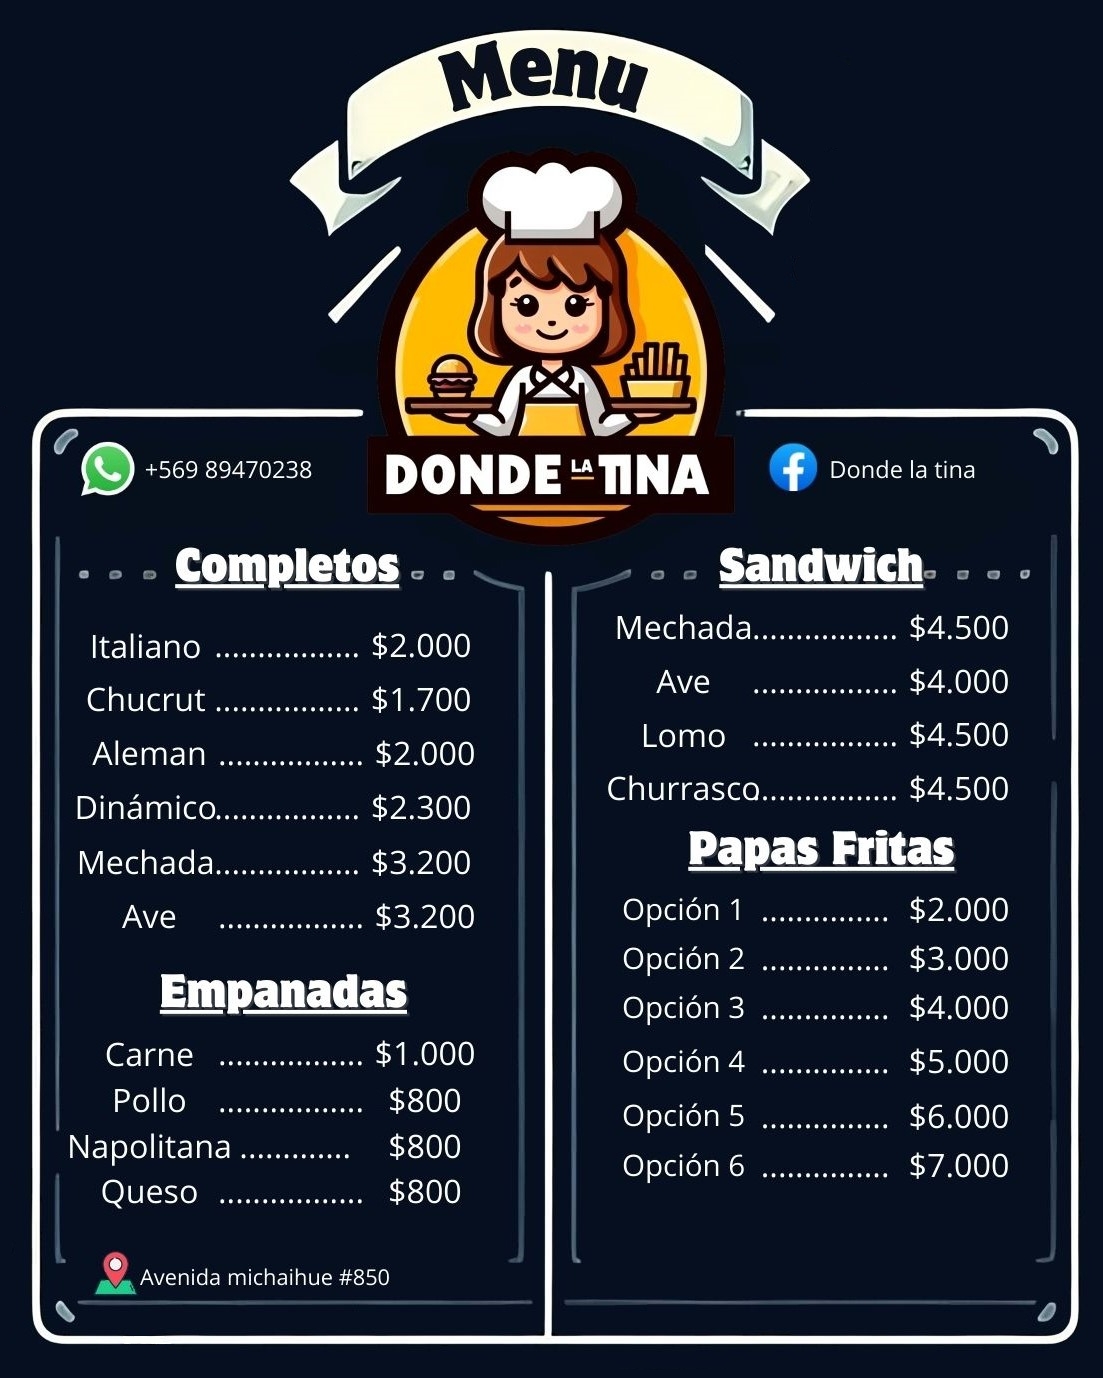 Menu
DONDE LA TINA
+569 89470238
Donde la tina
Completos
Italiano ................. $2.000
Chucrut ................. $1.700
Aleman ................. $2.000
Dinámico................. $2.300
Mechada................. $3.200
Ave ................. $3.200
Empanadas
Carne ................. $1.000
Pollo ................. $800
Napolitana ............. $800
Queso ................. $800
Avenida michaihue #850
Sandwich
Mechada................. $4.500
Ave ................. $4.000
Lomo ................. $4.500
Churrasco................. $4.500
Papas Fritas
Opción 1 ............... $2.000
Opción 2 ............... $3.000
Opción 3 ............... $4.000
Opción 4 ............... $5.000
Opción 5 ............... $6.000
Opción 6 ............... $7.000